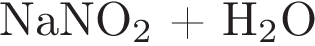 NaNO₂ + H₂O